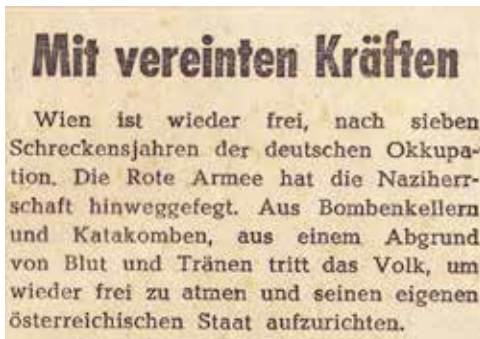 Mit vereinten Kräften
Wien ist wieder frei, nach sieben
Schreckensjahren der deutschen Okkupa-
tion. Die Rote Armee hat die Naziherr-
schaft hinweggefegt. Aus Bombenkellern
und Katakomben, aus einem Abgrund
von Blut und Tränen tritt das Volk, um
wieder frei zu atmen und seinen eigenen
österreichischen Staat aufzurichten.